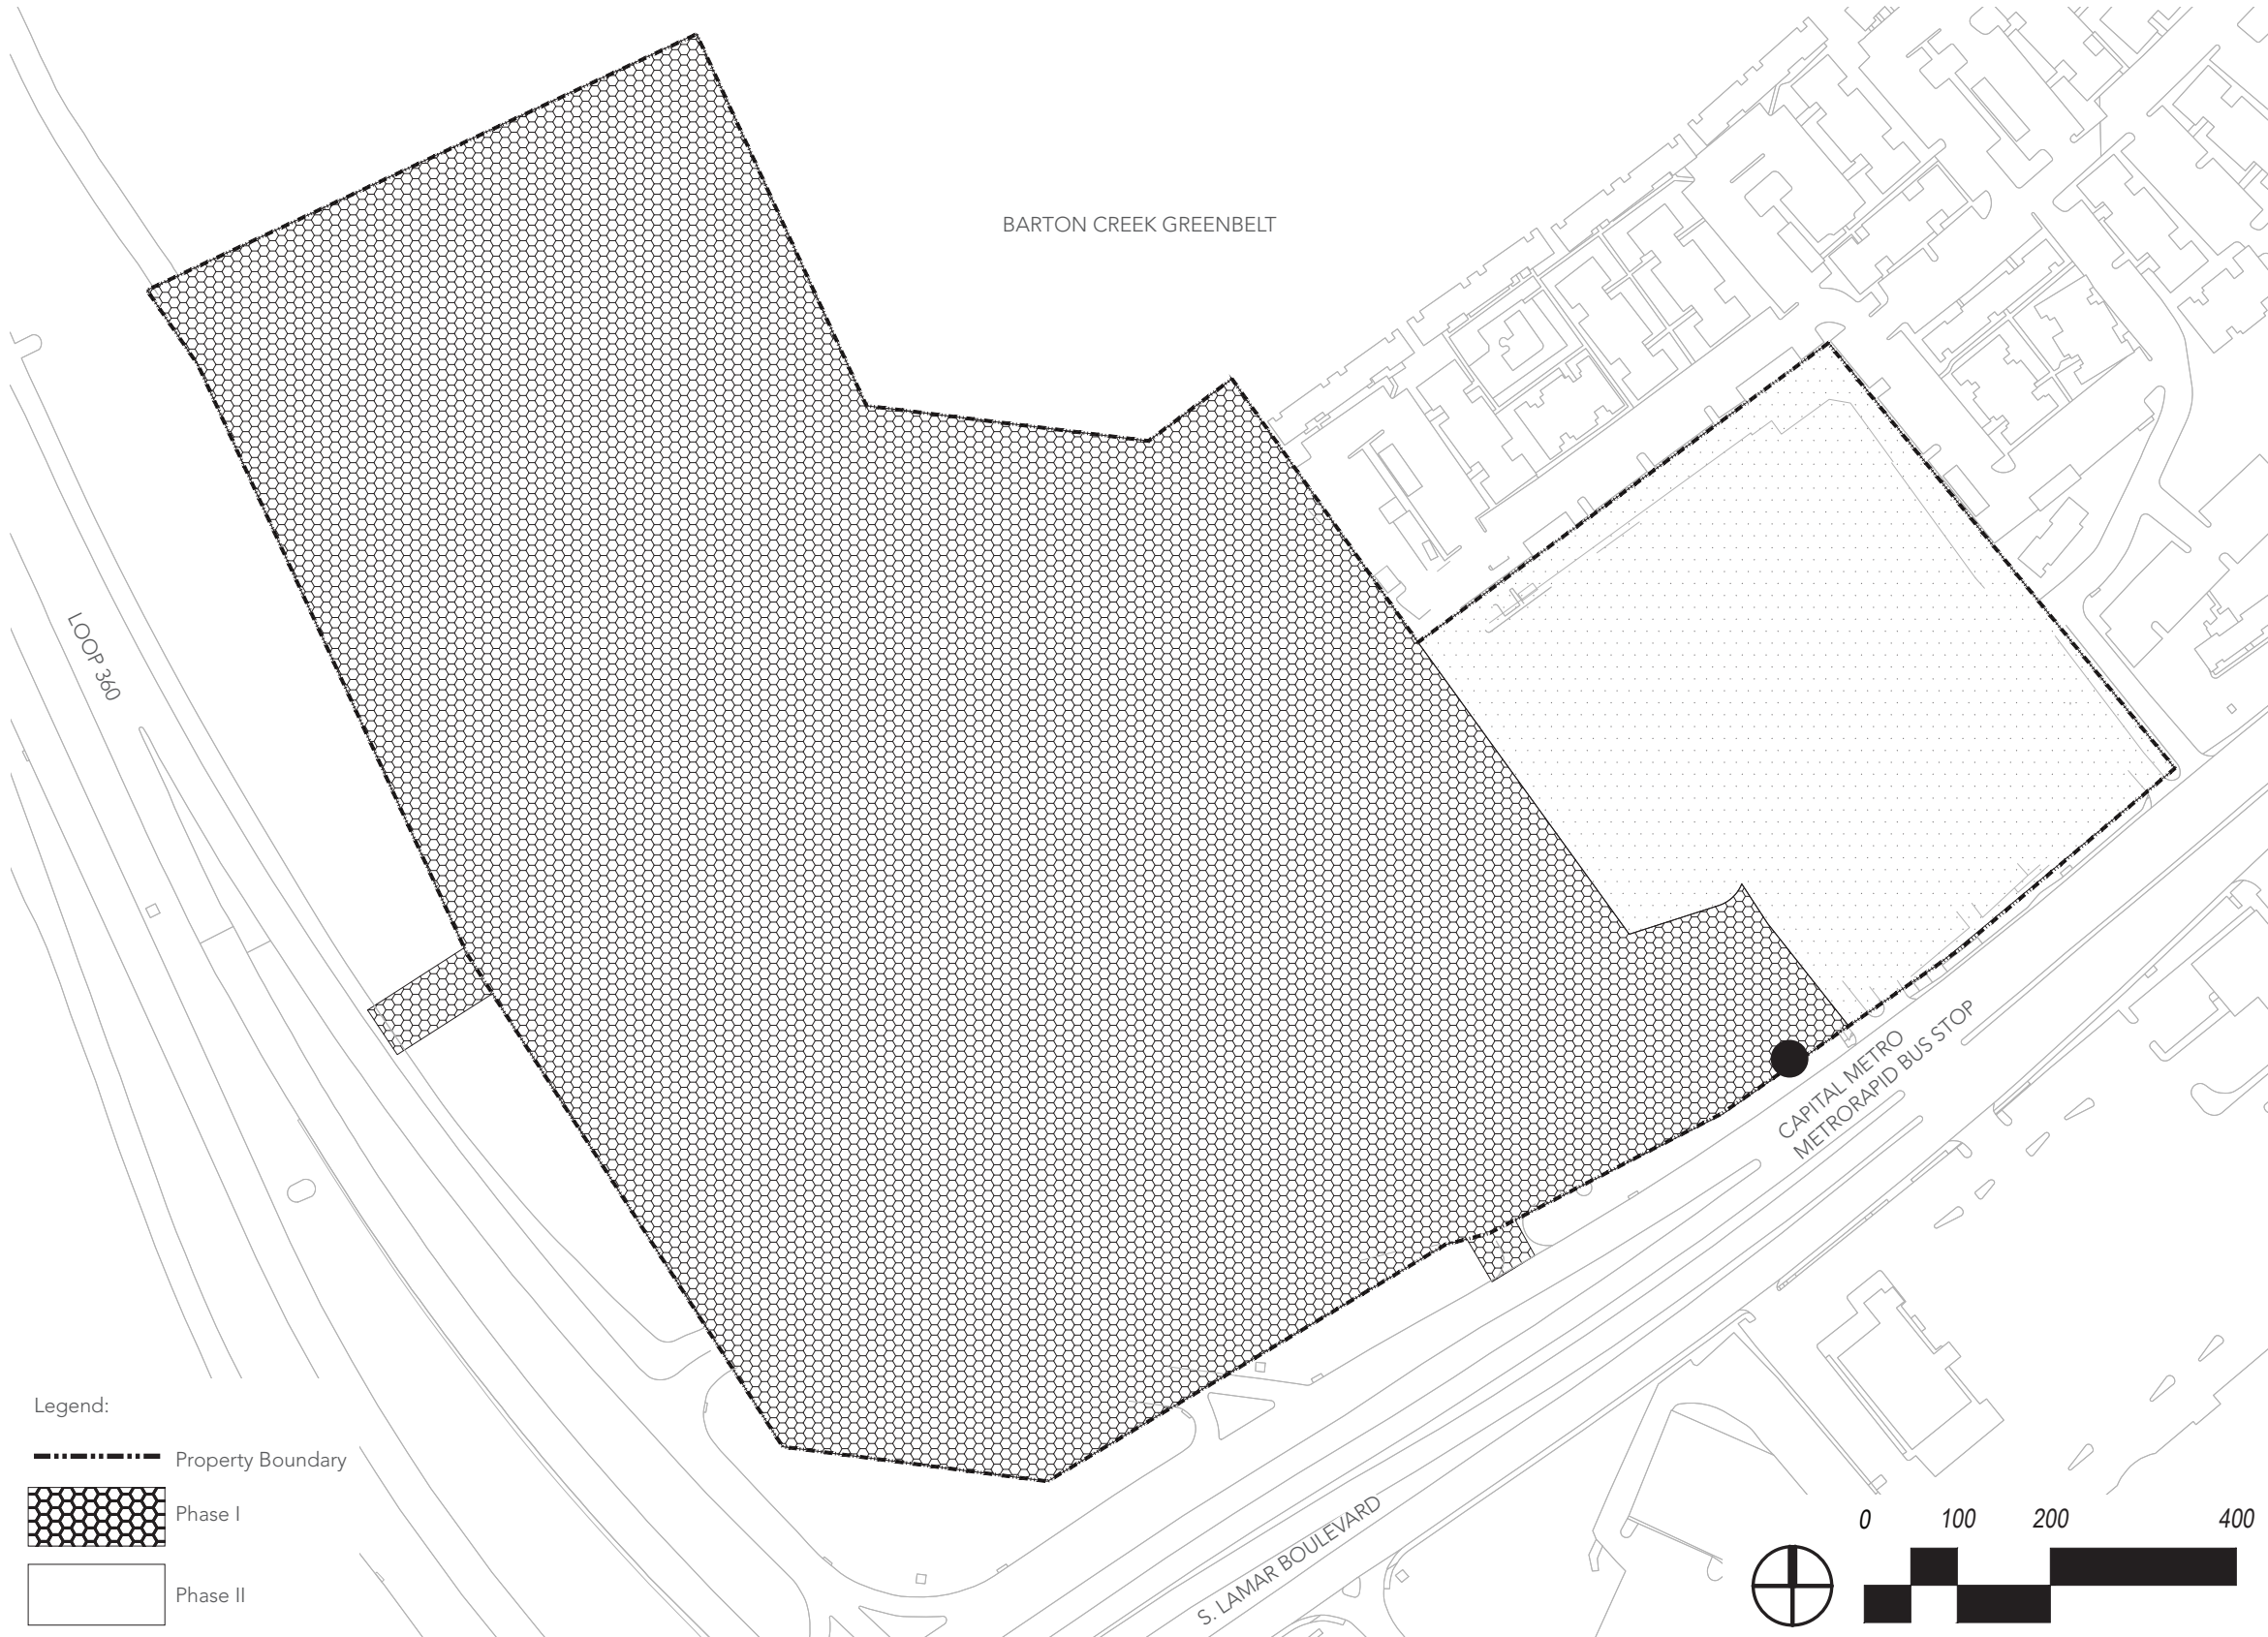 BARTON CREEK GREENBELT
LOOP 360
CAPITAL METRO
METRORAPID BUS STOP
S. LAMAR BOULEVARD
Legend:
Property Boundary
Phase I
Phase II
0 100 200 400